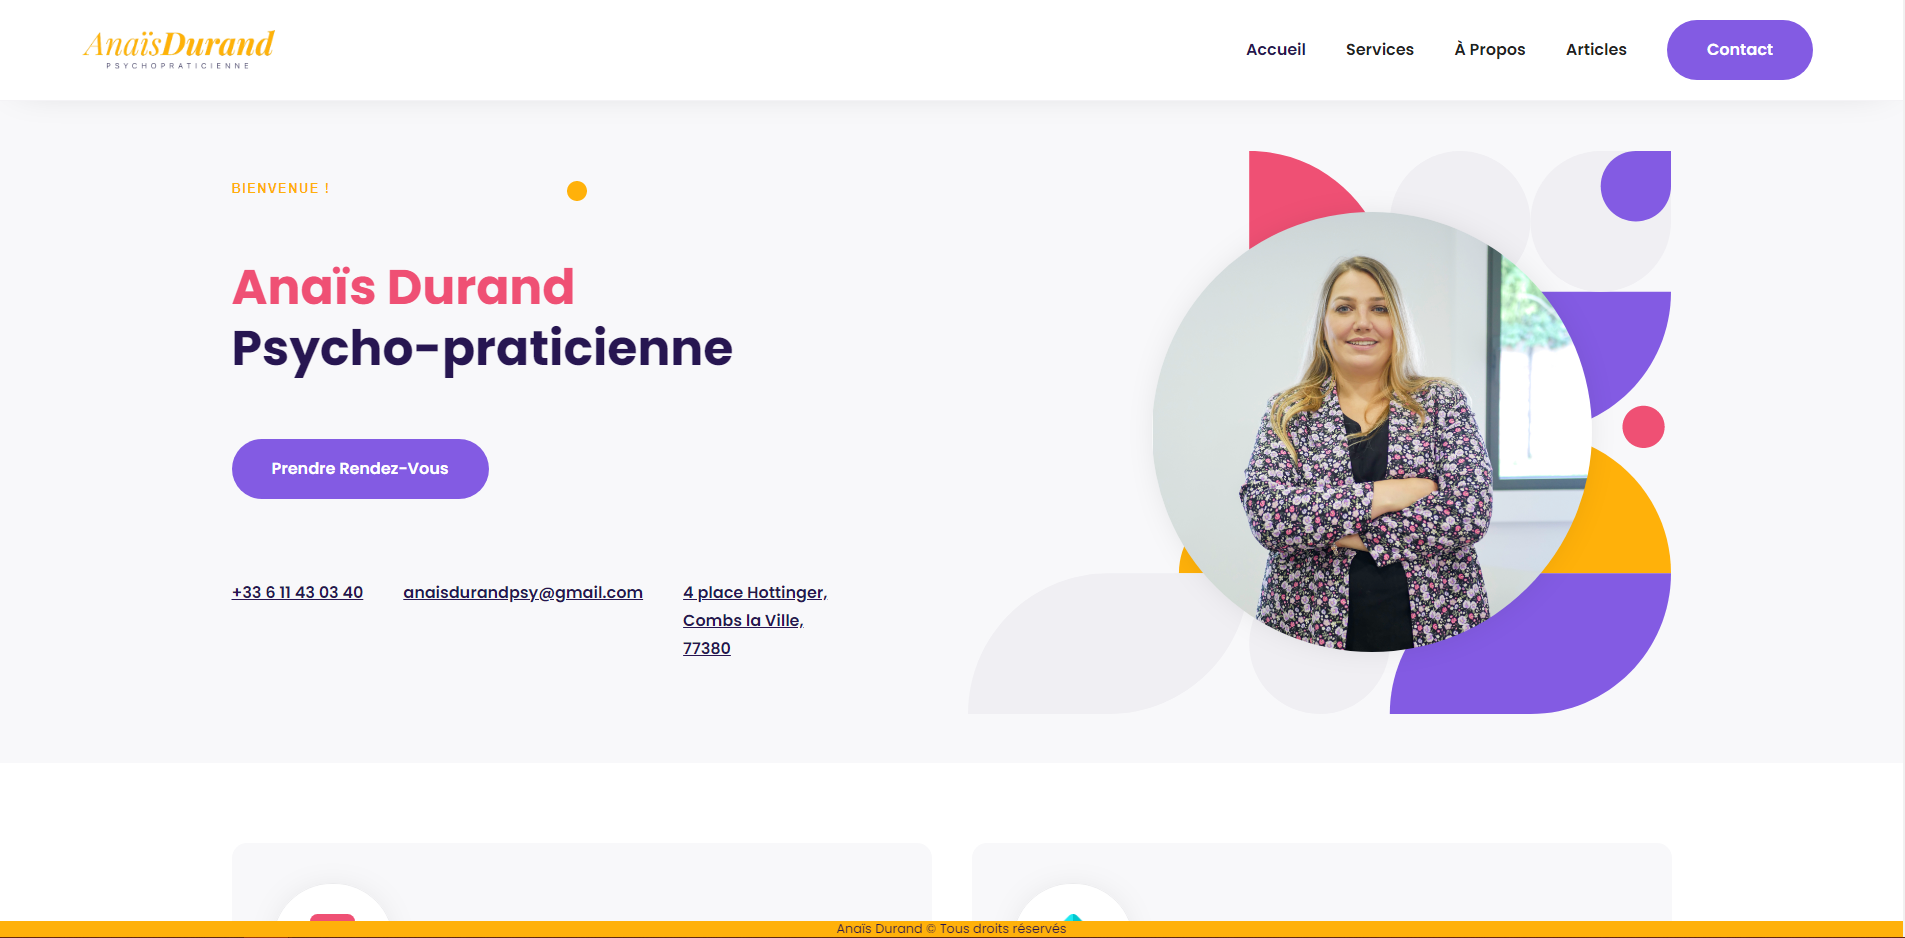 AnaïsDurand
PSYCHOPRATICIENNE
Accueil
Services
À Propos
Articles
Contact
BIENVENUE !
Anaïs Durand
Psycho-praticienne
Prendre Rendez-Vous
+33 6 11 43 03 40
anaisdurandpsy@gmail.com
4 place Hottinger,
Combs la Ville,
77380
Anaïs Durand © Tous droits réservés